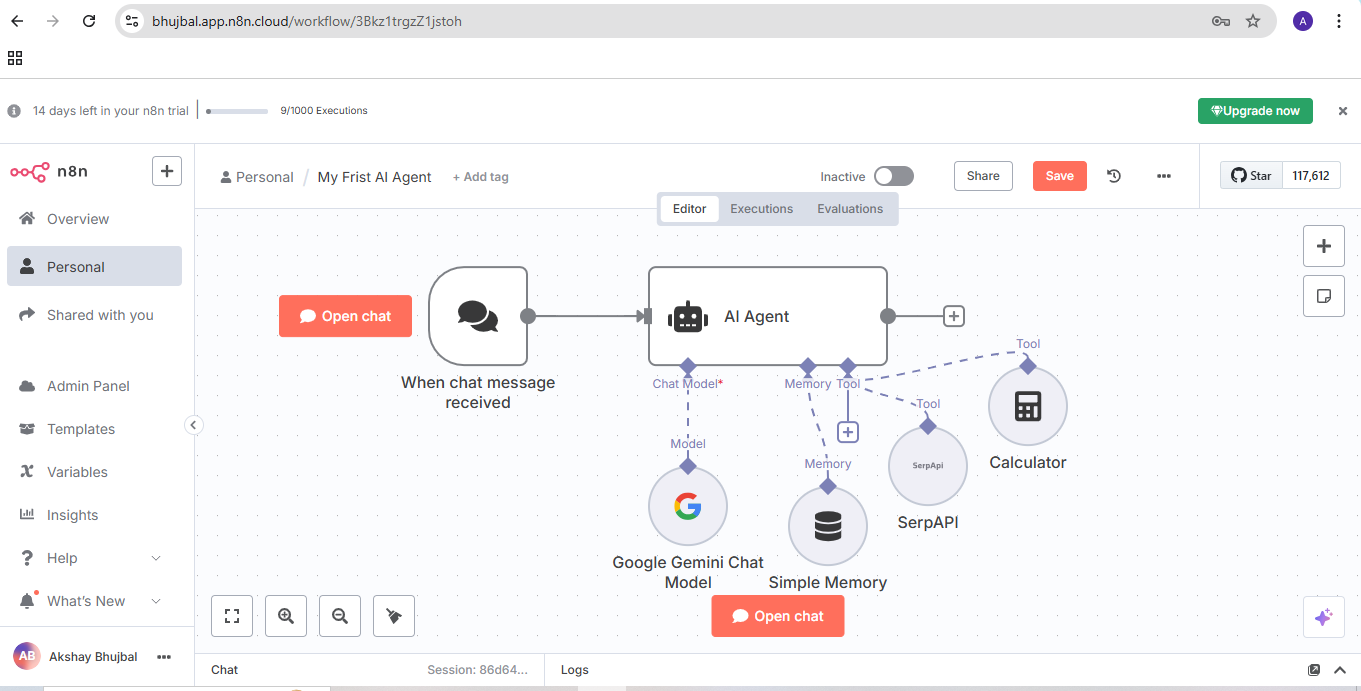 bhujbal.app.n8n.cloud/workflow/3Bkz1trgzZ1jstoh
A
14 days left in your n8n trial
9/1000 Executions
Upgrade now
n8n
Personal / My Frist AI Agent + Add tag
Inactive
Share
Save
Star 117,612
Editor Executions Evaluations
Overview
Personal
Shared with you
Admin Panel
Templates
Variables
Insights
Help
What's New
AB Akshay Bhujbal
Open chat
When chat message
received
AI Agent
Chat Model*
Memory
Tool
Tool
Tool
Model
Memory
Calculator
SerpApi
SerpAPI
Google Gemini Chat
Model
Simple Memory
Open chat
Chat
Session: 86d64...
Logs